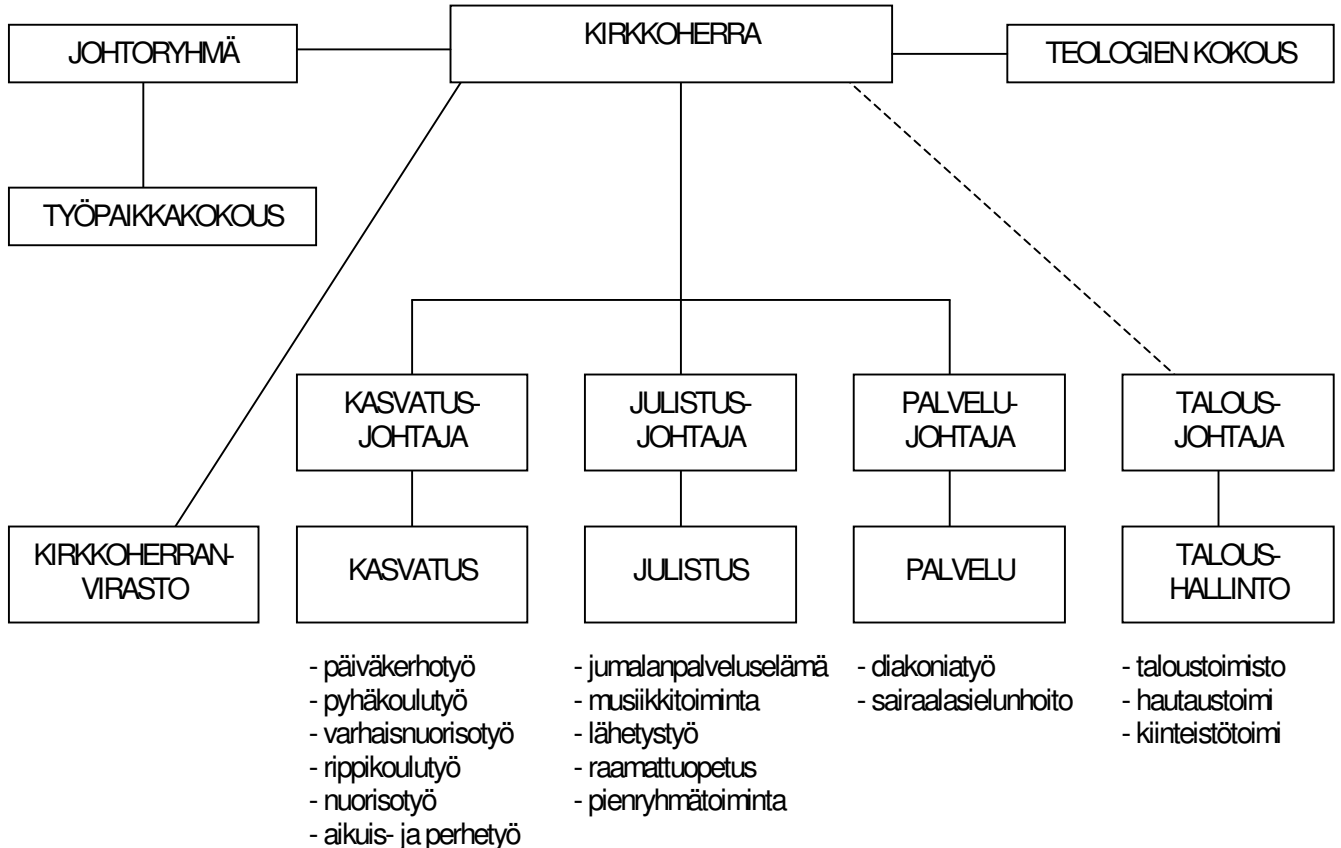 KIRKKOHERRA
JOHTORYHMÄ
TEOLOGIEN KOKOUS
TYÖPAIKKAKOKOUS
KASVATUS-
JOHTAJA
JULISTUS-
JOHTAJA
PALVELU-
JOHTAJA
TALOUS-
JOHTAJA
KIRKKOHERRAN-
VIRASTO
KASVATUS
JULISTUS
PALVELU
TALOUS-
HALLINTO
- päiväkerhotyö
- pyhäkoulutyö
- varhaisnuorisotyö
- rippikoulutyö
- nuorisotyö
- aikuis- ja perhetyö
- jumalanpalveluselämä
- musiikkitoiminta
- lähetystyö
- raamattuopetus
- pienryhmätoiminta
- diakoniatyö
- sairaalasielunhoito
- taloustoimisto
- hautaustoimi
- kiinteistötoimi